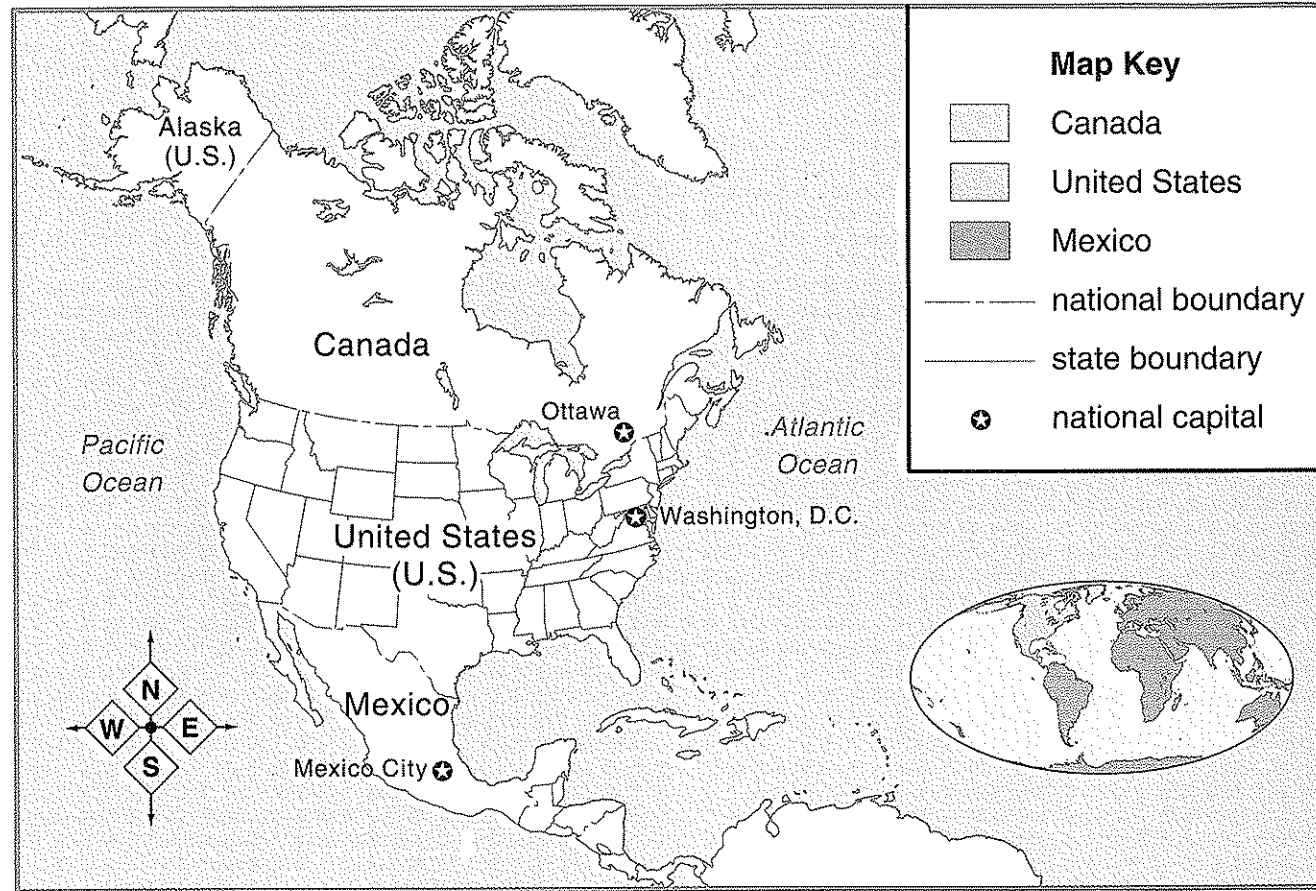 Alaska
(U.S.)
Canada
Ottawa
Pacific
Ocean
Atlantic
Ocean
Washington, D.C.
United States
(U.S.)
Mexico
Mexico City
N
W
E
S
Map Key
Canada
United States
Mexico
national boundary
state boundary
national capital